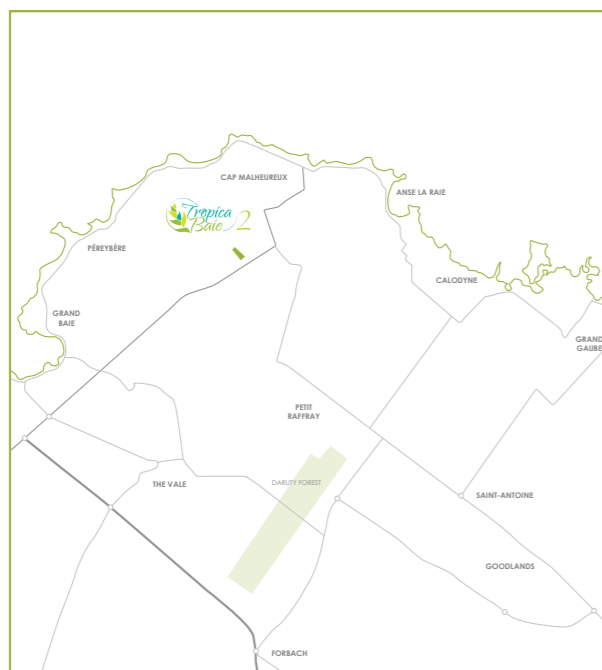 CAP MALHEUREUX
ANSE LA RAIE
Tropica
Baie 2
PÉREYBÈRE
CALODYNE
GRAND
BAIE
GRAND
GAUBE
PETIT
RAFFRAY
THE VALE
DARUTY FOREST
SAINT-ANTOINE
GOODLANDS
FORBACH